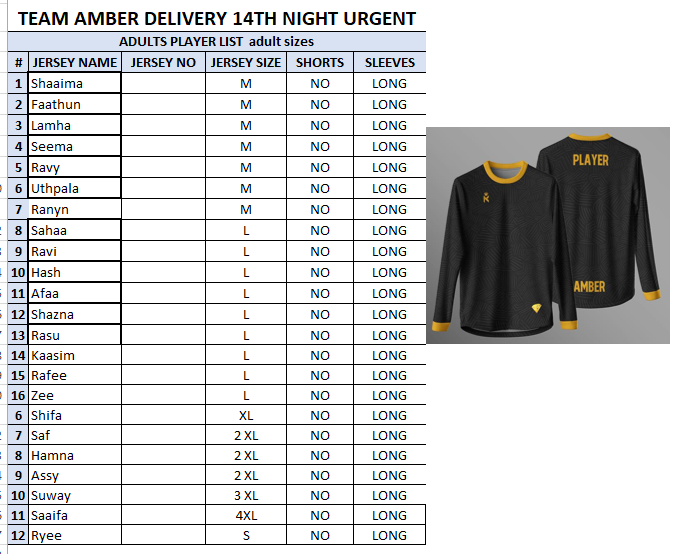 TEAM AMBER DELIVERY 14TH NIGHT URGENT
ADULTS PLAYER LIST adult sizes
# JERSEY NAME JERSEY NO JERSEY SIZE SHORTS SLEEVES
1 Shaaima M NO LONG
2 Faathun M NO LONG
3 Lamha M NO LONG
4 Seema M NO LONG
5 Ravy M NO LONG
6 Uthpala M NO LONG
7 Ranyn M NO LONG
8 Sahaa L NO LONG
9 Ravi L NO LONG
10 Hash L NO LONG
11 Afaa L NO LONG
12 Shazna L NO LONG
13 Rasu L NO LONG
14 Kaasim L NO LONG
15 Rafee L NO LONG
16 Zee L NO LONG
6 Shifa XL NO LONG
7 Saf 2 XL NO LONG
8 Hamna 2 XL NO LONG
9 Assy 2 XL NO LONG
10 Suway 3 XL NO LONG
11 Saaifa 4XL NO LONG
12 Ryee S NO LONG
PLAYER
AMBER